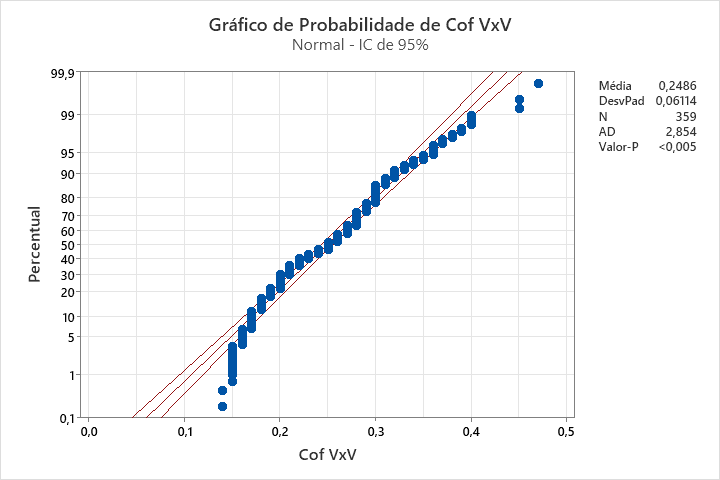 Gráfico de Probabilidade de Cof VxV
Normal - IC de 95%
Média 0,2486
DesvPad 0,06114
N 359
AD 2,854
Valor-P <0,005
Percentual
99,9
99
95
90
80
70
60
50
40
30
20
10
5
1
0,1
0,0 0,1 0,2 0,3 0,4 0,5
Cof VxV